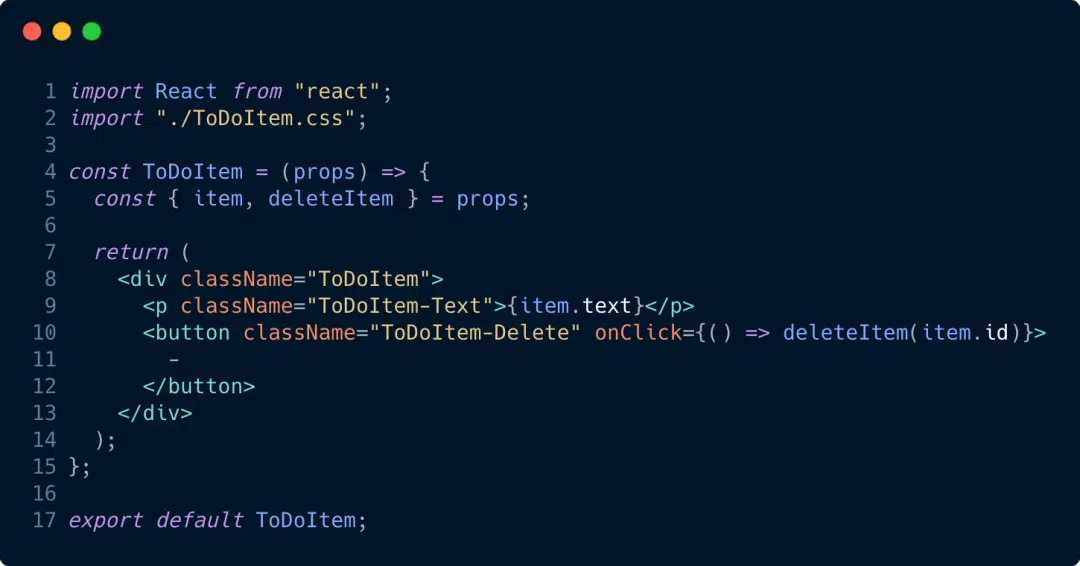 1 import React from "react";
2 import "./ToDoItem.css";
3
4 const ToDoItem = (props) => {
5   const { item, deleteItem } = props;
6
7   return (
8     <div className="ToDoItem">
9       <p className="ToDoItem-Text">{item.text}</p>
10       <button className="ToDoItem-Delete" onClick={() => deleteItem(item.id)}>
11         -
12       </button>
13     </div>
14   );
15 };
16
17 export default ToDoItem;